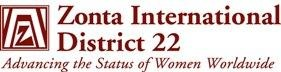 Zonta International
District 22
Advancing the Status of Women Worldwide